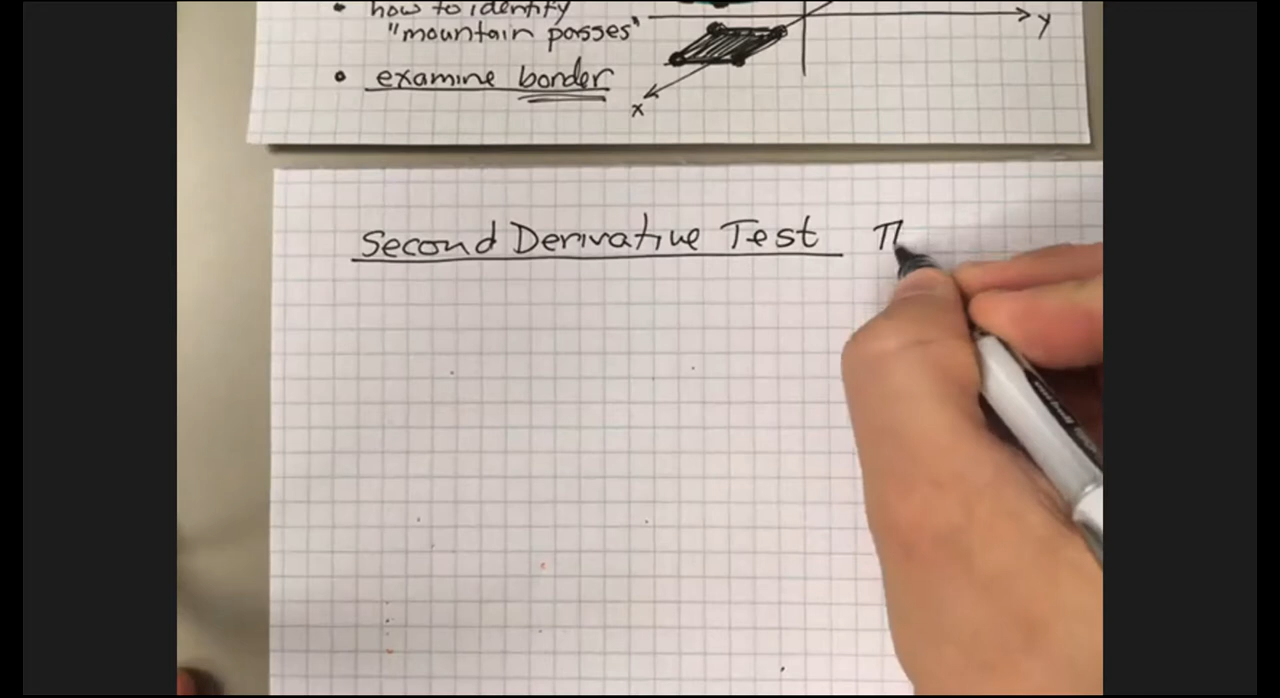 • how to identify
"mountain passes"
• examine border
y
x
Second Derivative Test